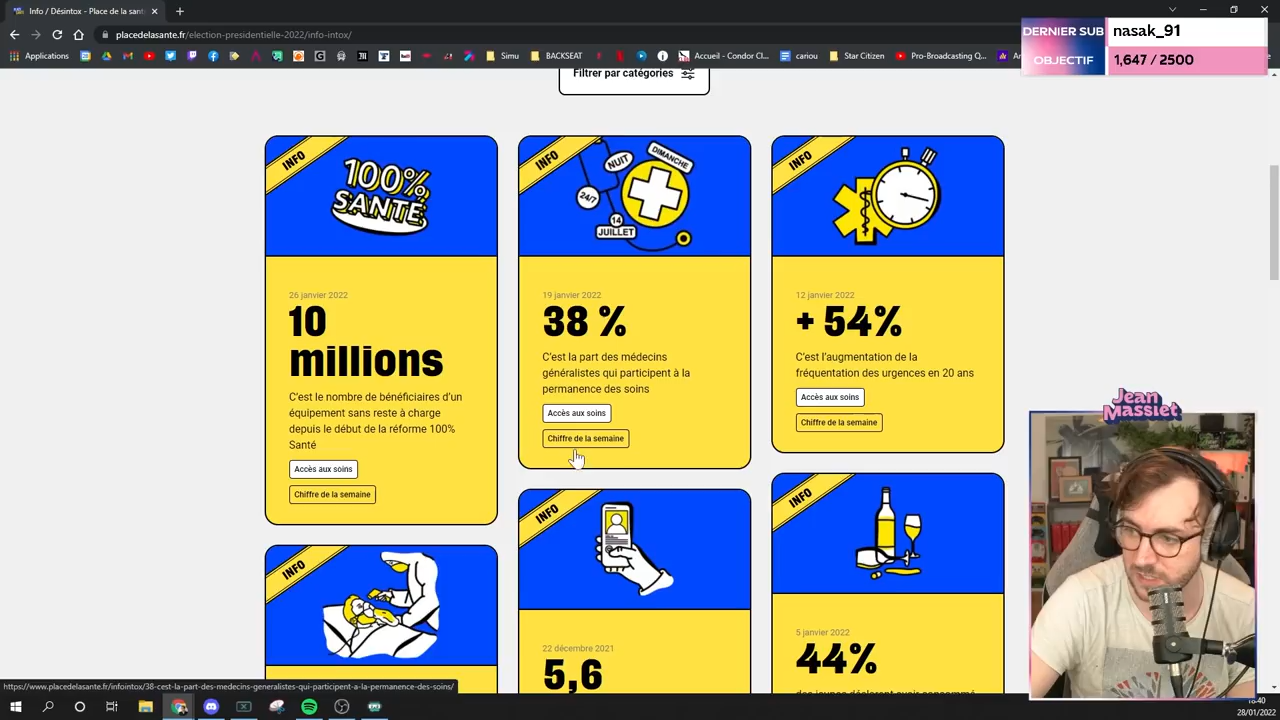 Info / Désintox - Place de la sant
placedelasante.fr/election-presidentielle-2022/info-intox/
Applications
Simu
BACKSEAT
Accueil - Condor Cl...
cariou
Star Citizen
Pro-Broadcasting Q...
DERNIER SUB
nasak_91
OBJECTIF
1,647 / 2500
Filtrer par catégories
INFO
100%
SANTÉ
26 janvier 2022
10
millions
C'est le nombre de bénéficiaires d'un
équipement sans reste à charge
depuis le début de la réforme 100%
Santé
Accès aux soins
Chiffre de la semaine
INFO
NUIT
DIMANCHE
24/7
14
JUILLET
19 janvier 2022
38 %
C'est la part des médecins
généralistes qui participent à la
permanence des soins
Accès aux soins
Chiffre de la semaine
INFO
12 janvier 2022
+ 54%
C'est l'augmentation de la
fréquentation des urgences en 20 ans
Accès aux soins
Chiffre de la semaine
INFO
INFO
22 décembre 2021
5,6
INFO
5 janvier 2022
44%
des jeunes déclarent avoir consommé
Jean
Massiet
https://www.placedelasante.fr/infointox/38-cest-la-part-des-medecins-generalistes-qui-participent-a-la-permanence-des-soins/
28/01/2022